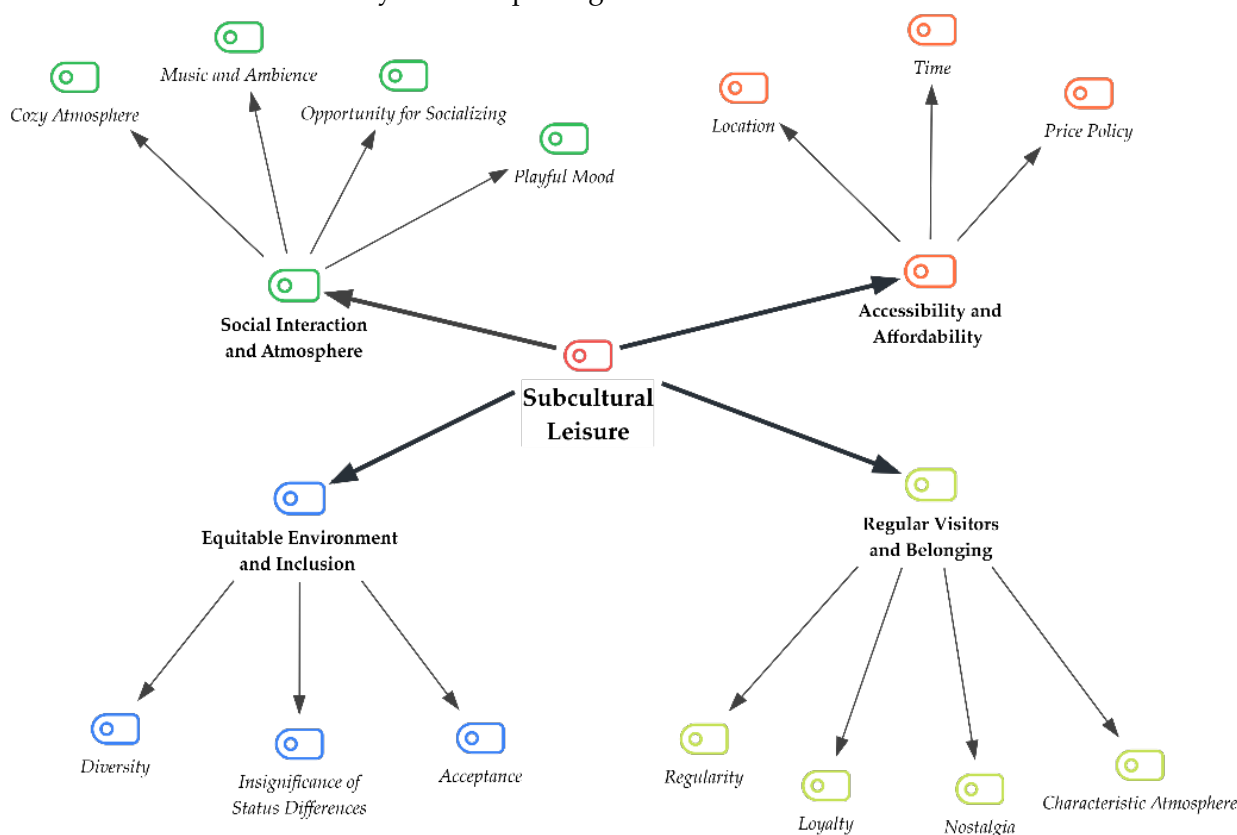 Cozy Atmosphere
Music and Ambience
Opportunity for Socializing
Playful Mood
Location
Time
Price Policy
Social Interaction
and Atmosphere
Accessibility and
Affordability
Subcultural
Leisure
Equitable Environment
and Inclusion
Regular Visitors
and Belonging
Diversity
Insignificance of
Status Differences
Acceptance
Regularity
Loyalty
Nostalgia
Characteristic Atmosphere